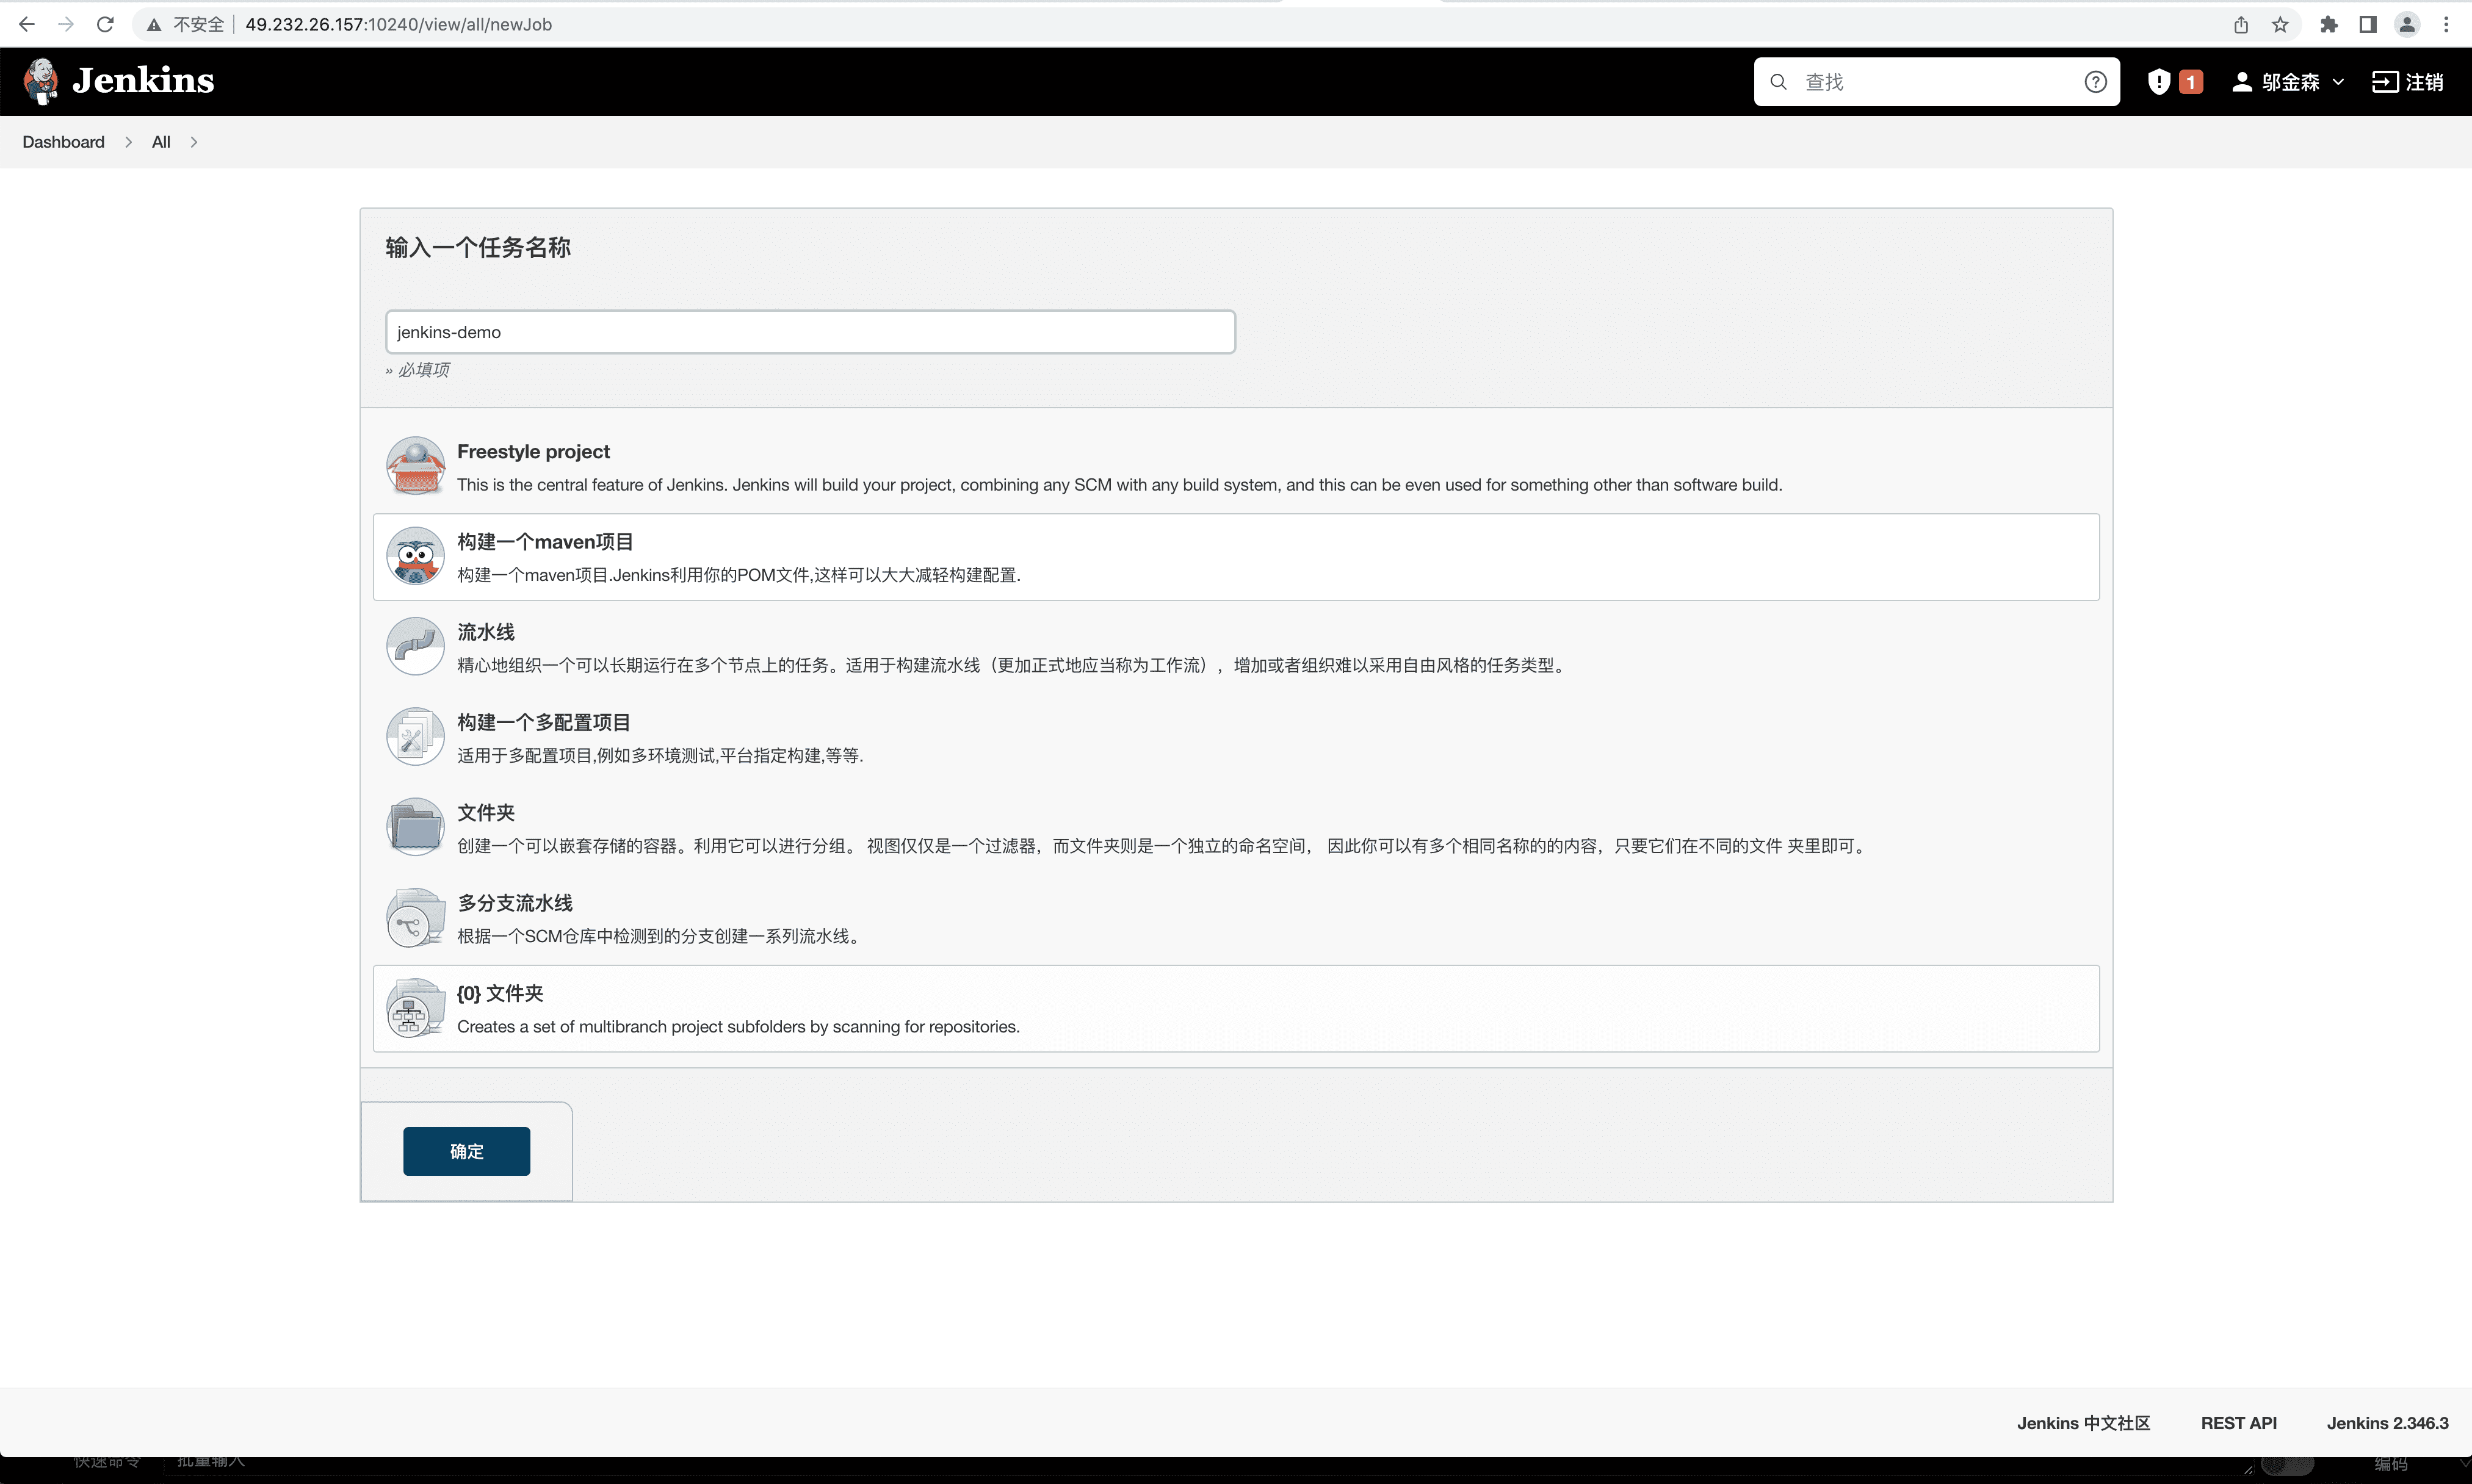 不安全 49.232.26.157:10240/view/all/newJob
Jenkins
查找
1
邬金森
注销
Dashboard
All
输入一个任务名称
jenkins-demo
» 必填项
Freestyle project
This is the central feature of Jenkins. Jenkins will build your project, combining any SCM with any build system, and this can be even used for something other than software build.
构建一个maven项目
构建一个maven项目.Jenkins利用你的POM文件,这样可以大大减轻构建配置.
流水线
精心地组织一个可以长期运行在多个节点上的任务。适用于构建流水线（更加正式地应当称为工作流），增加或者组织难以采用自由风格的任务类型。
构建一个多配置项目
适用于多配置项目,例如多环境测试,平台指定构建,等等.
文件夹
创建一个可以嵌套存储的容器。利用它可以进行分组。 视图仅仅是一个过滤器，而文件夹则是一个独立的命名空间， 因此你可以有多个相同名称的的内容，只要它们在不同的文件 夹里即可。
多分支流水线
根据一个SCM仓库中检测到的分支创建一系列流水线。
{0} 文件夹
Creates a set of multibranch project subfolders by scanning for repositories.
确定
Jenkins 中文社区
REST API
Jenkins 2.346.3
快速命令
批量输入
编码